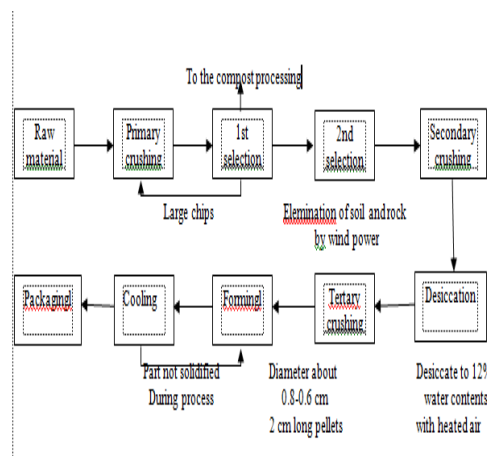 To the compost processing
Raw
material
Primary
crushing
1st
selection
2nd
selection
Secondary
crushing
Large chips
Elemination of soil and rock
by wind power
Packagingl
Cooling
Formingl
Tertary
crushing
Desiccation
Part not solidified
During process
Diameter about
0.8-0.6 cm
2 cm long pellets
Desiccate to 12%
water contents
with heated air